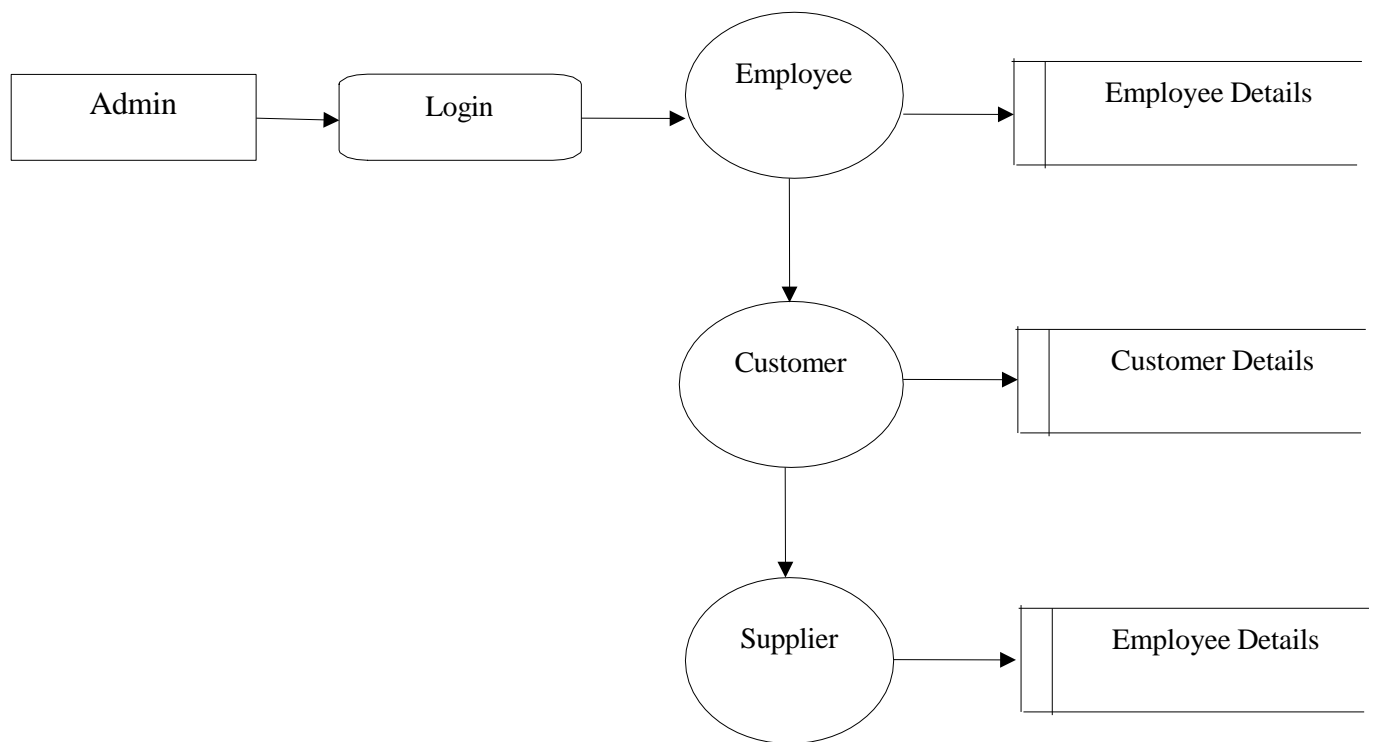 Admin
Login
Employee
Employee Details
Customer
Customer Details
Supplier
Employee Details